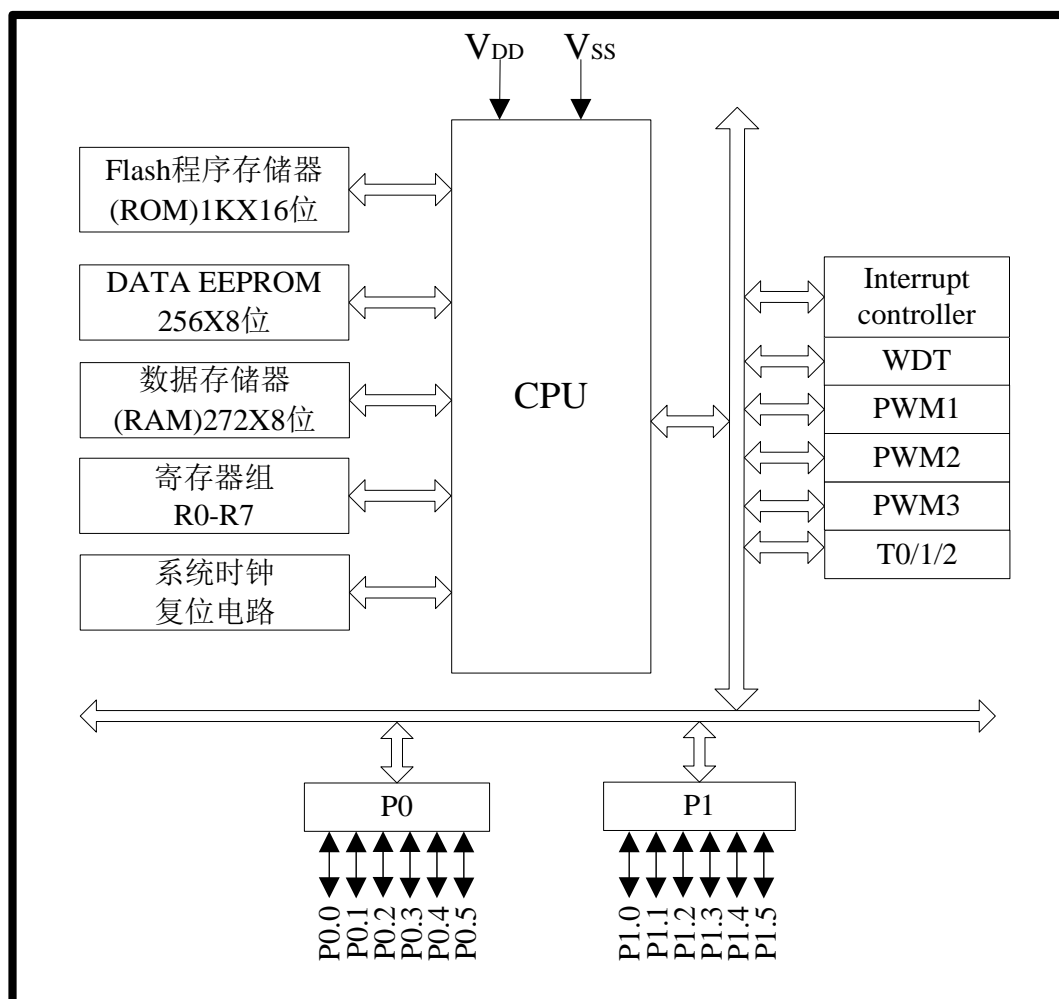 VDD
VSS
Flash程序存储器
(ROM)1KX16位
DATA EEPROM
256X8位
数据存储器
(RAM)272X8位
寄存器组
R0-R7
系统时钟
复位电路
CPU
Interrupt
controller
WDT
PWM1
PWM2
PWM3
T0/1/2
P0
P1
P0.0
P0.1
P0.2
P0.3
P0.4
P0.5
P1.0
P1.1
P1.2
P1.3
P1.4
P1.5